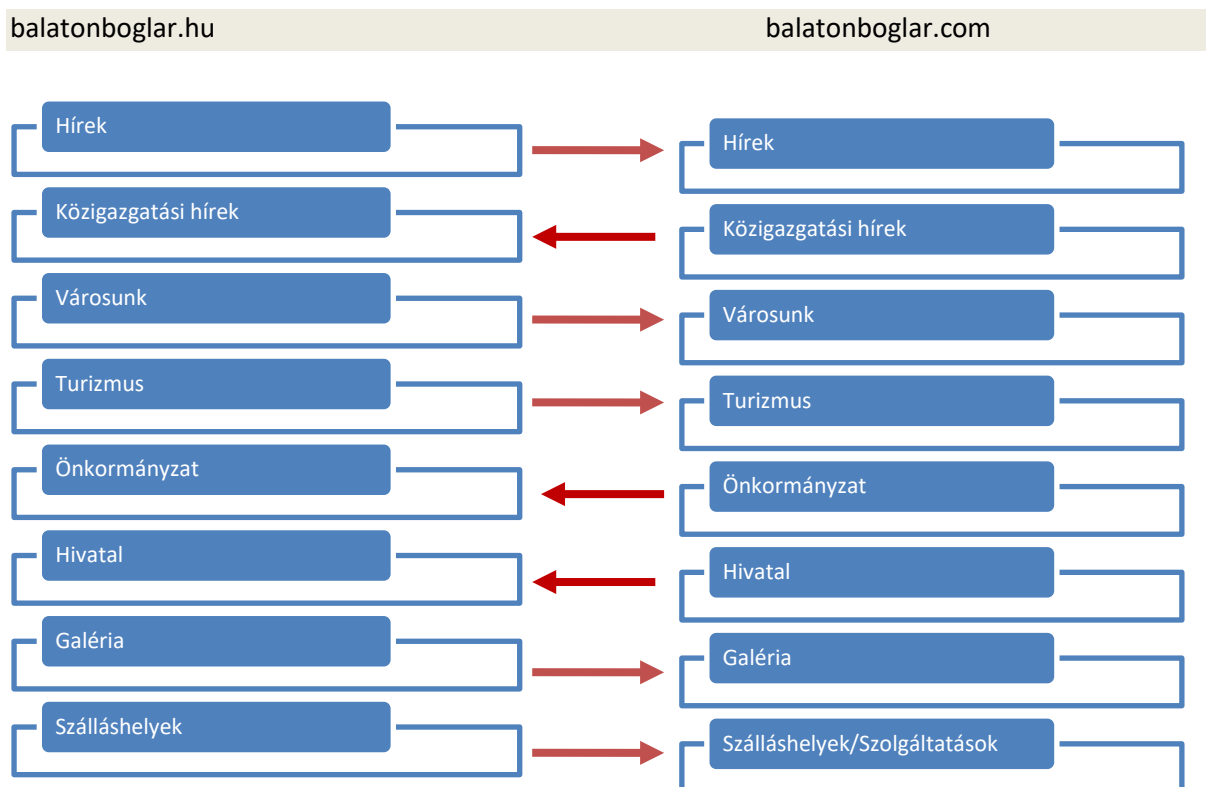 balatonboglar.hu balatonboglar.com
Hírek Hírek
Közigazgatási hírek Közigazgatási hírek
Városunk Városunk
Turizmus Turizmus
Önkormányzat Önkormányzat
Hivatal Hivatal
Galéria Galéria
Szálláshelyek Szálláshelyek/Szolgáltatások